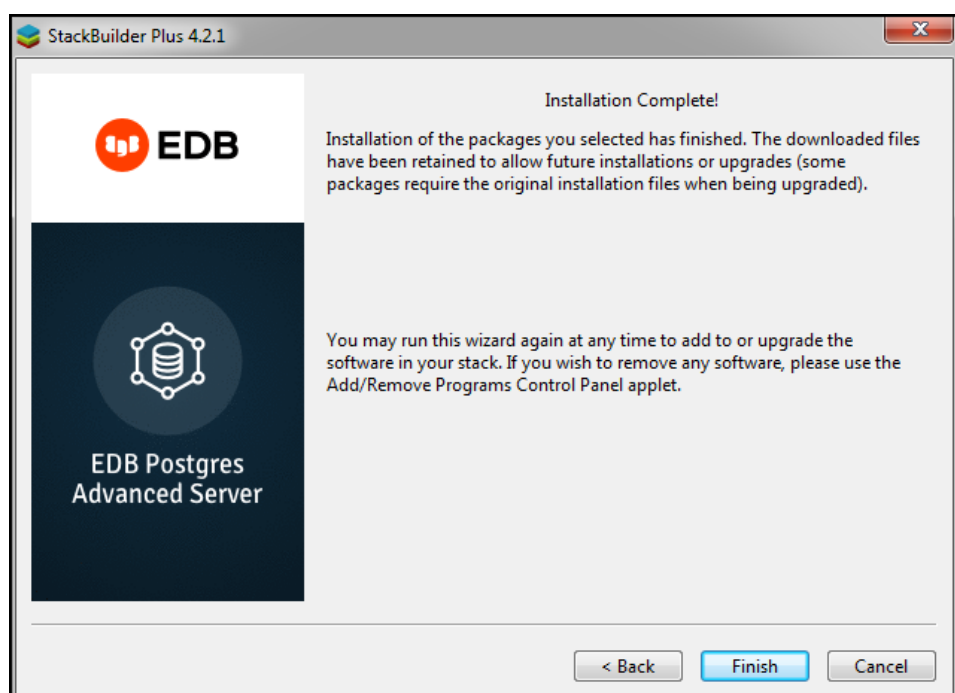 StackBuilder Plus 4.2.1
EDB
Installation Complete!
Installation of the packages you selected has finished. The downloaded files
have been retained to allow future installations or upgrades (some
packages require the original installation files when being upgraded).
You may run this wizard again at any time to add to or upgrade the
software in your stack. If you wish to remove any software, please use the
Add/Remove Programs Control Panel applet.
EDB Postgres
Advanced Server
< Back
Finish
Cancel